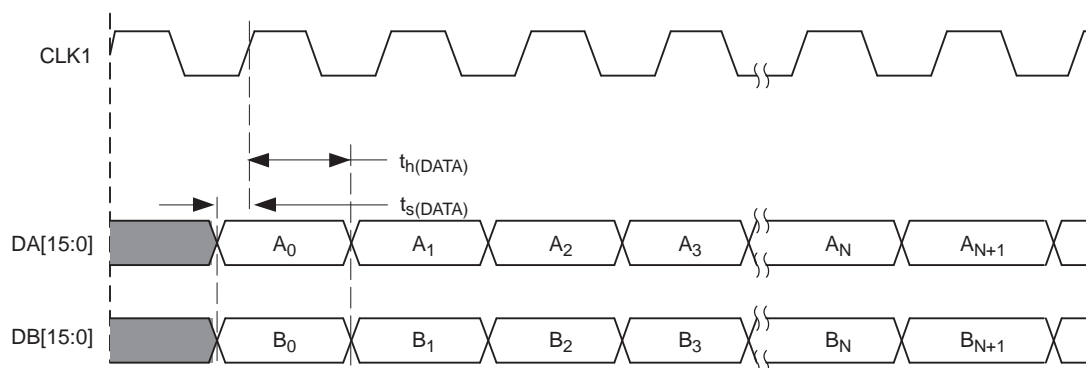 CLK1
th(DATA)
ts(DATA)
DA[15:0] A0 A1 A2 A3 AN AN+1
DB[15:0] B0 B1 B2 B3 BN BN+1